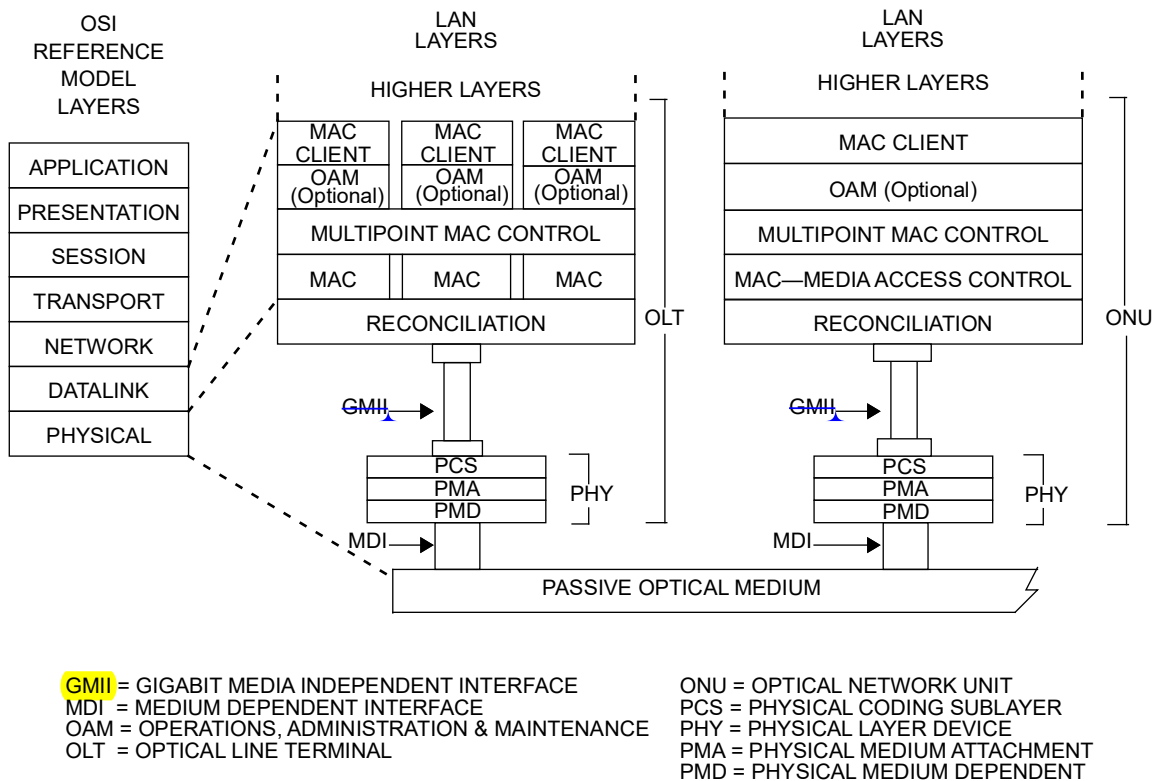 OSI
REFERENCE
MODEL
LAYERS
APPLICATION
PRESENTATION
SESSION
TRANSPORT
NETWORK
DATALINK
PHYSICAL
LAN
LAYERS
HIGHER LAYERS
MAC
CLIENT
MAC
CLIENT
MAC
CLIENT
OAM
(Optional)
OAM
(Optional)
OAM
(Optional)
MULTIPOINT MAC CONTROL
MAC
MAC
MAC
RECONCILIATION
GMII
PCS
PMA
PMD
PHY
MDI
OLT
LAN
LAYERS
HIGHER LAYERS
MAC CLIENT
OAM (Optional)
MULTIPOINT MAC CONTROL
MAC—MEDIA ACCESS CONTROL
RECONCILIATION
GMII
PCS
PMA
PMD
PHY
MDI
ONU
PASSIVE OPTICAL MEDIUM
GMII = GIGABIT MEDIA INDEPENDENT INTERFACE
MDI = MEDIUM DEPENDENT INTERFACE
OAM = OPERATIONS, ADMINISTRATION & MAINTENANCE
OLT = OPTICAL LINE TERMINAL
ONU = OPTICAL NETWORK UNIT
PCS = PHYSICAL CODING SUBLAYER
PHY = PHYSICAL LAYER DEVICE
PMA = PHYSICAL MEDIUM ATTACHMENT
PMD = PHYSICAL MEDIUM DEPENDENT